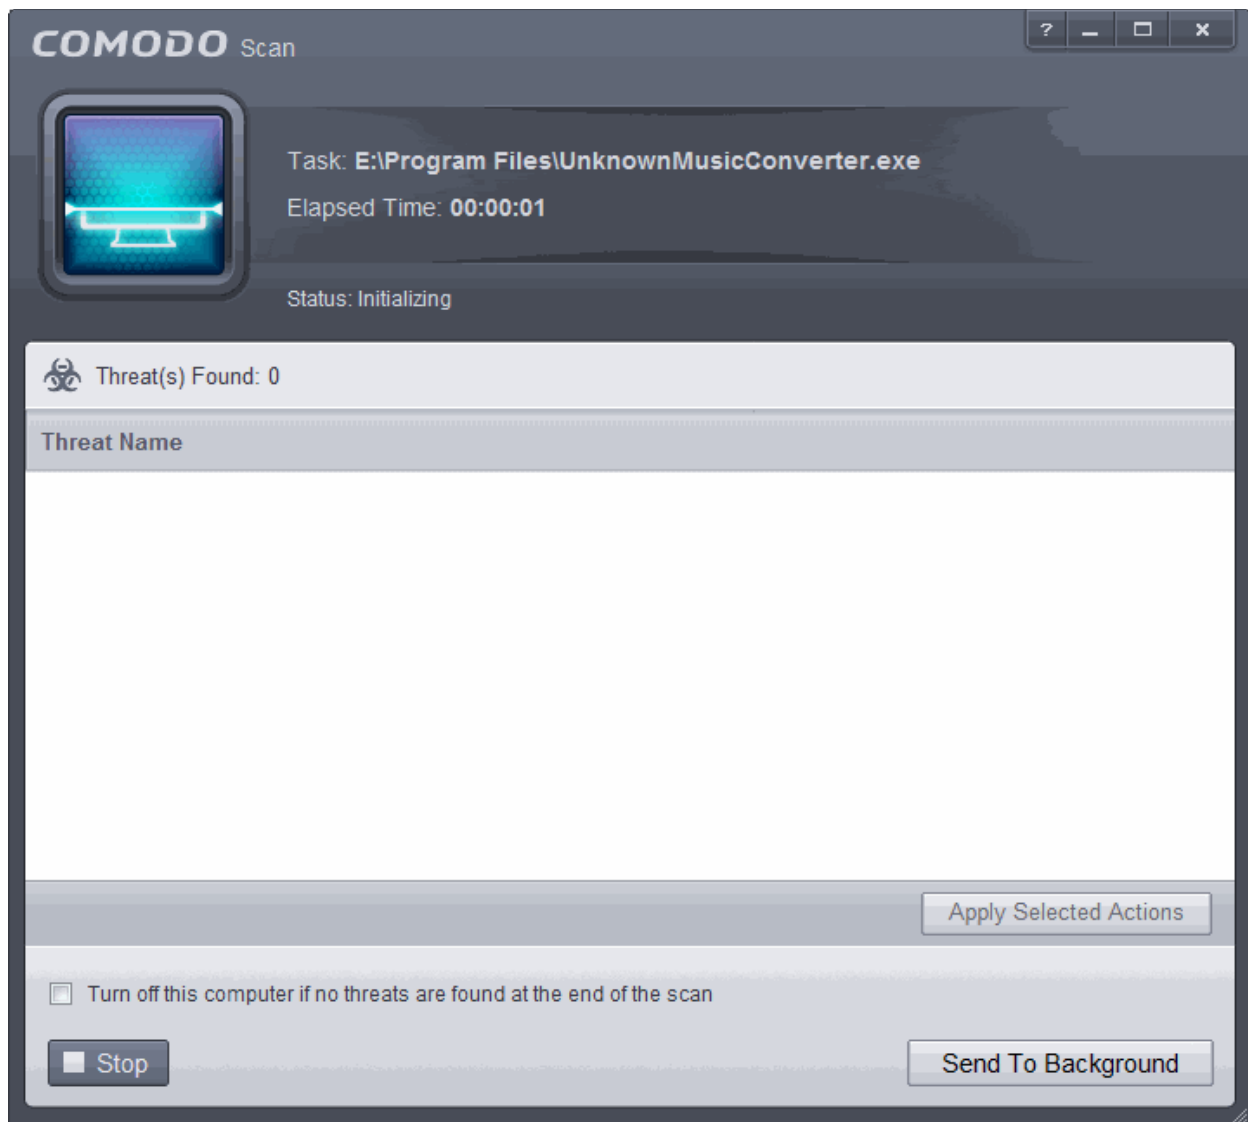 COMODO Scan
?
Task: E:\Program Files\UnknownMusicConverter.exe
Elapsed Time: 00:00:01
Status: Initializing
Threat(s) Found: 0
Threat Name
Apply Selected Actions
Turn off this computer if no threats are found at the end of the scan
Stop
Send To Background